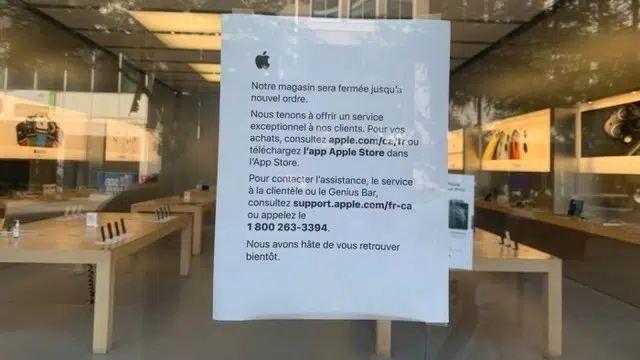 Notre magasin sera fermée jusqu'à
nouvel ordre.
Nous tenons à offrir un service
exceptionnel à nos clients. Pour vos
achats, consultez apple.com/ca/fr ou
téléchargez l'app Apple Store dans
l'App Store.
Pour contacter l'assistance, le service
à la clientèle ou le Genius Bar,
consultez support.apple.com/fr-ca
ou appelez le
1 800 263-3394.
Nous avons hâte de vous retrouver
bientôt.